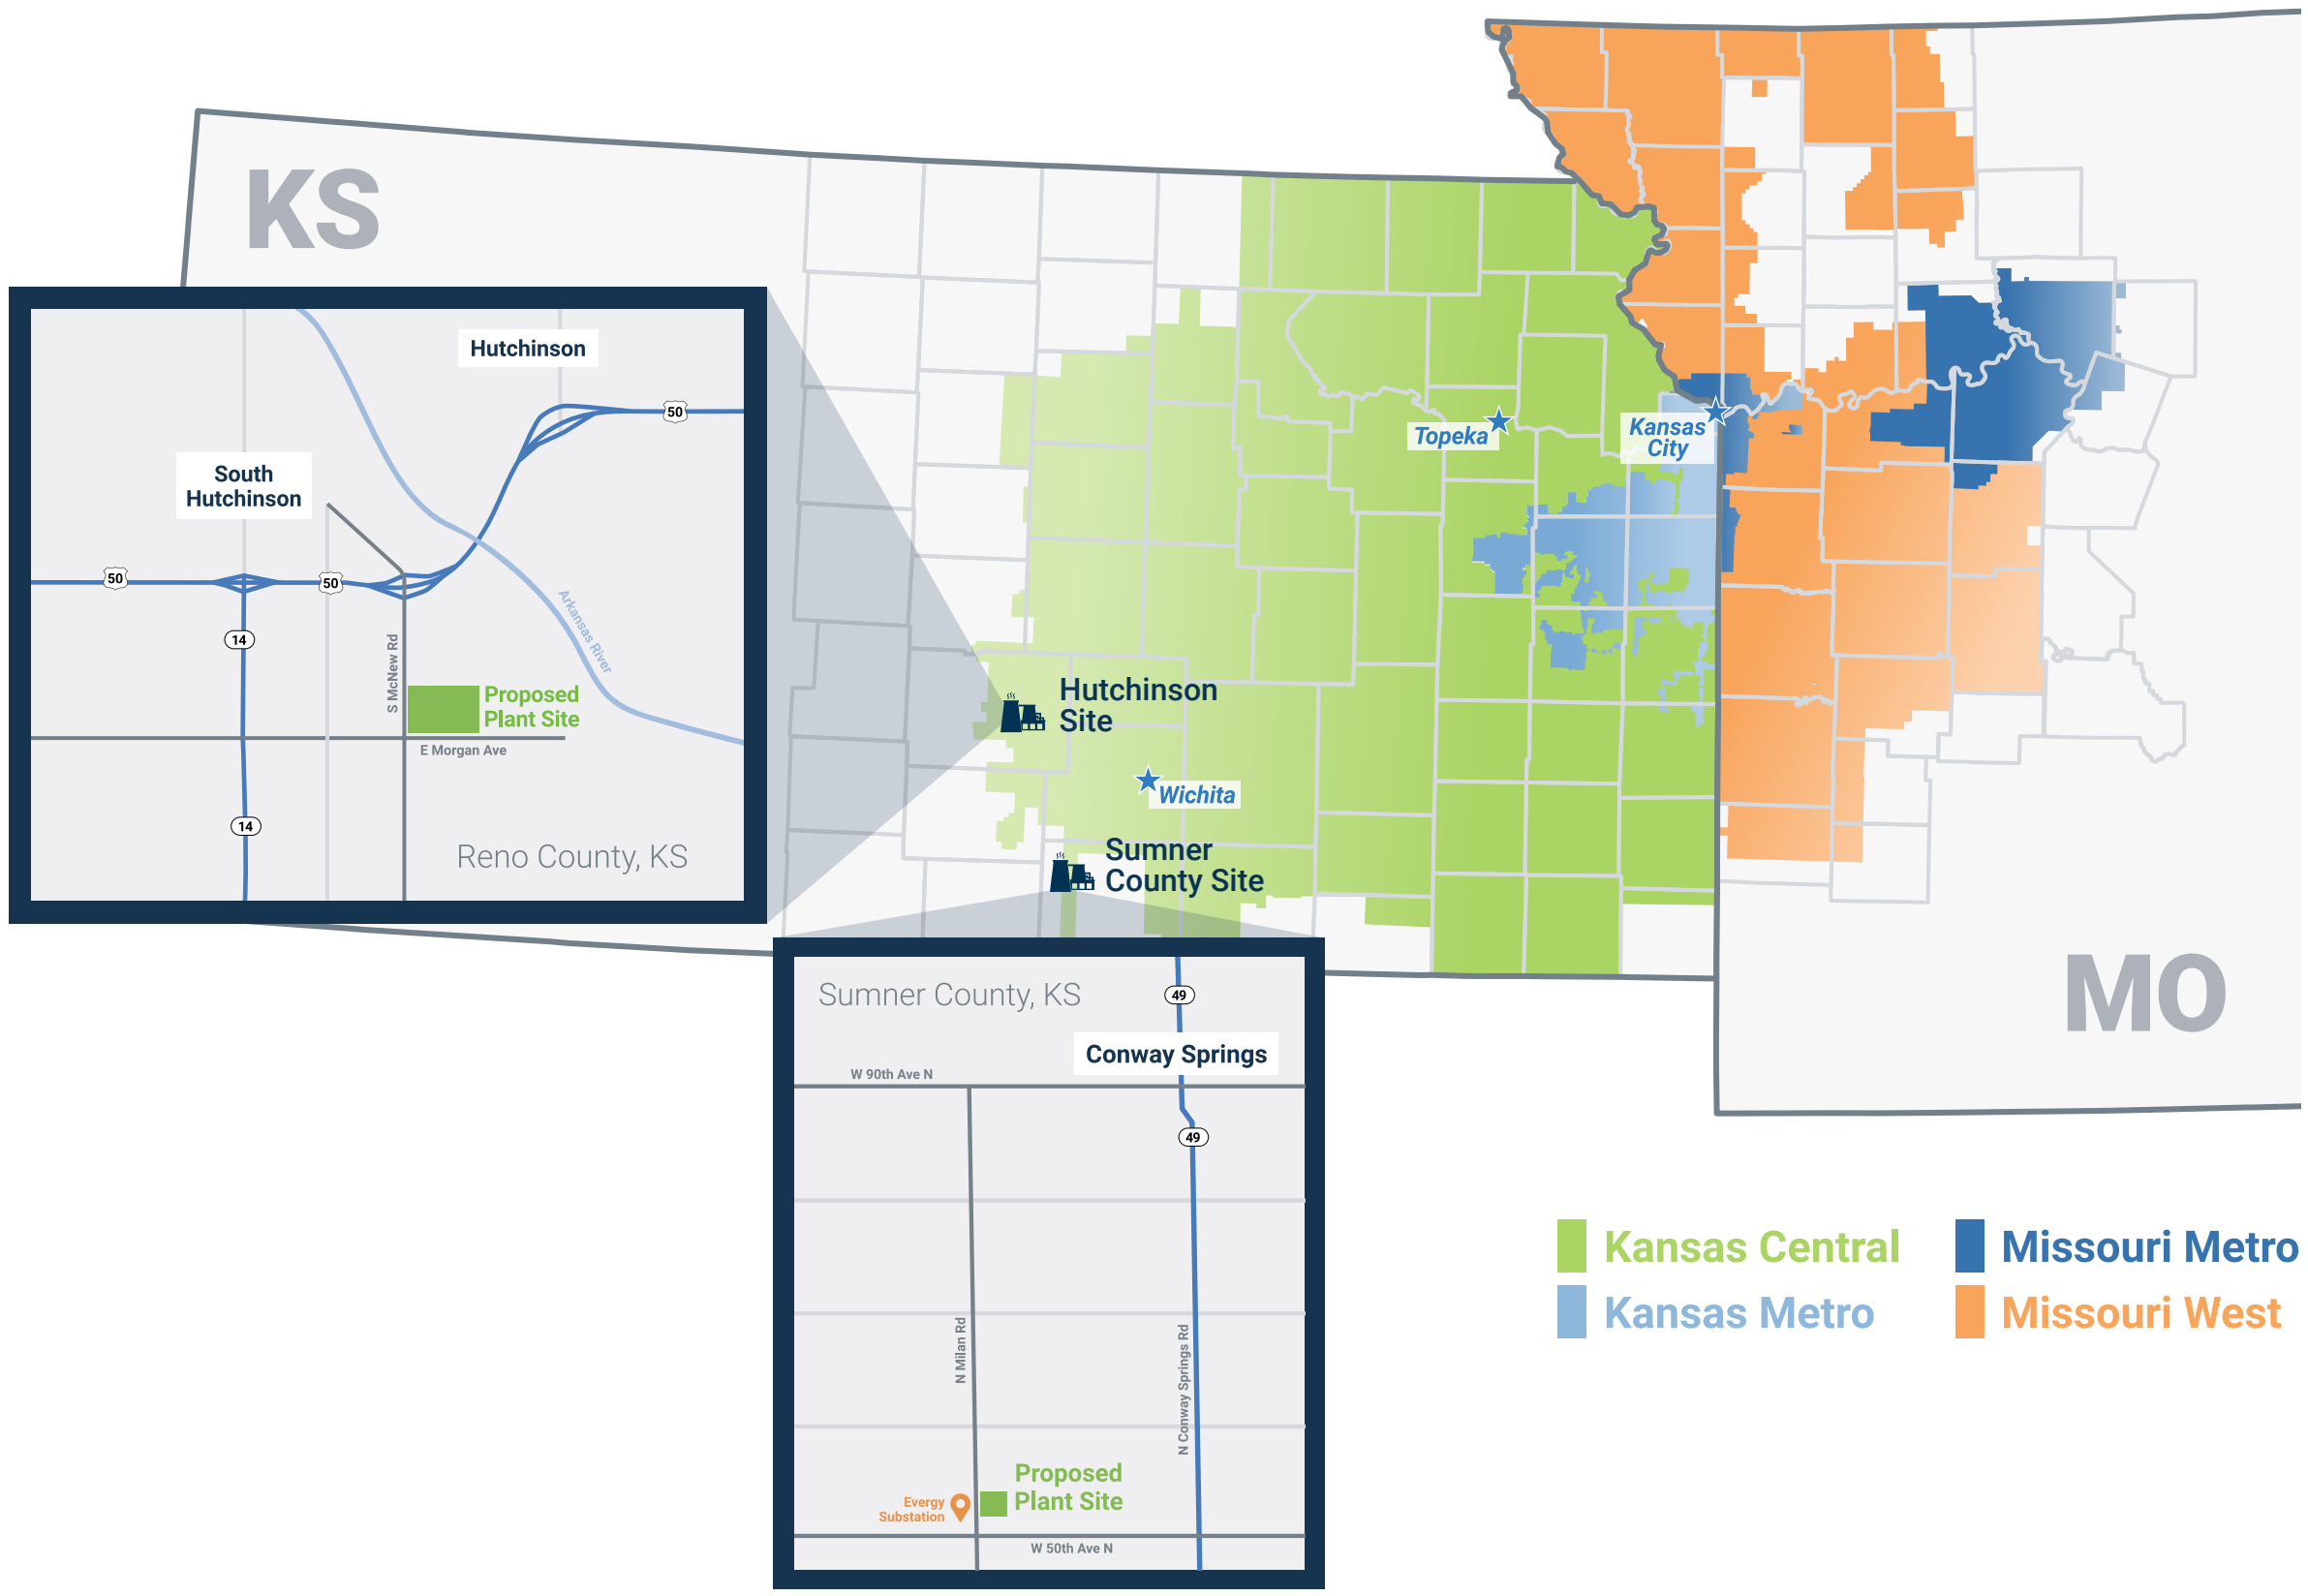 KS
Hutchinson
50
South
Hutchinson
50
50
14
S McNew Rd
Arkansas River
Proposed
Plant Site
E Morgan Ave
14
Reno County, KS
Topeka
Kansas
City
Hutchinson
Site
Wichita
Sumner
County Site
MO
Sumner County, KS
49
Conway Springs
W 90th Ave N
49
N Milan Rd
N Conway Springs Rd
Proposed
Plant Site
Evergy
Substation
W 50th Ave N
Kansas Central
Missouri Metro
Kansas Metro
Missouri West